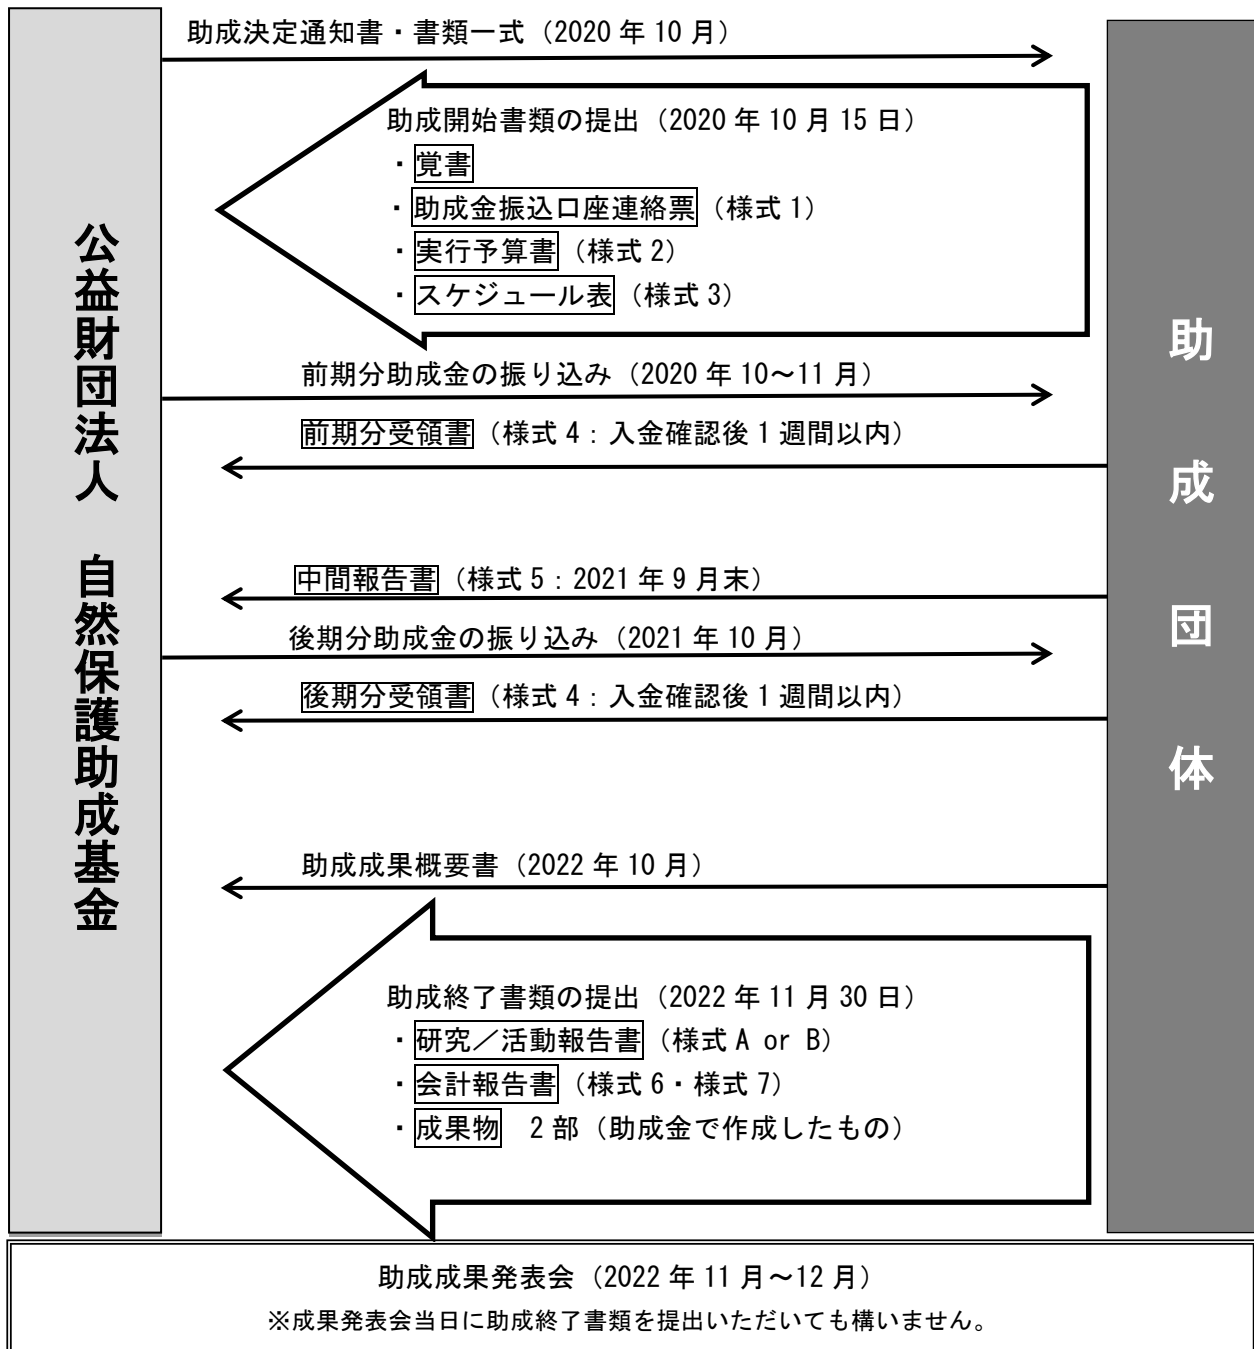 助成決定通知書・書類一式（2020 年 10 月）
助成開始書類の提出（2020 年 10 月 15 日）
・覚書
・助成金振込口座連絡票（様式 1）
・実行予算書（様式 2）
・スケジュール表（様式 3）
前期分助成金の振り込み（2020 年 10～11 月）
前期分受領書（様式 4：入金確認後 1 週間以内）
中間報告書（様式 5：2021 年 9 月末）
後期分助成金の振り込み（2021 年 10 月）
後期分受領書（様式 4：入金確認後 1 週間以内）
助成成果概要書（2022 年 10 月）
助成終了書類の提出（2022 年 11 月 30 日）
・研究／活動報告書（様式 A or B）
・会計報告書（様式 6・様式 7）
・成果物　2 部（助成金で作成したもの）
公益財団法人　自然保護助成基金
助成団体
助成成果発表会（2022 年 11 月～12 月）
※成果発表会当日に助成終了書類を提出いただいても構いません。